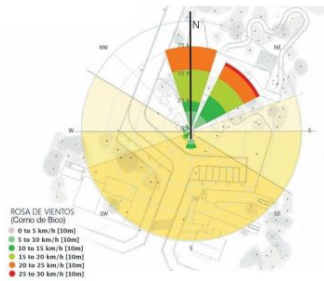 N
NW
NE
W
E
SW
SE
S
ROSA DE VIENTOS
(Corno de Bico)
0 to 5 km/h [10m]
5 to 10 km/h [10m]
10 to 15 km/h [10m]
15 to 20 km/h [10m]
20 to 25 km/h [10m]
25 to 30 km/h [10m]